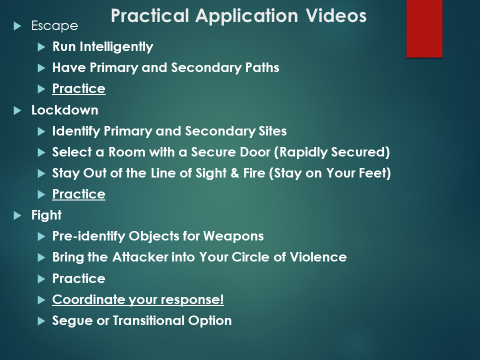 Practical Application Videos
Escape
Run Intelligently
Have Primary and Secondary Paths
Practice
Lockdown
Identify Primary and Secondary Sites
Select a Room with a Secure Door (Rapidly Secured)
Stay Out of the Line of Sight & Fire (Stay on Your Feet)
Practice
Fight
Pre-identify Objects for Weapons
Bring the Attacker into Your Circle of Violence
Practice
Coordinate your response!
Segue or Transitional Option